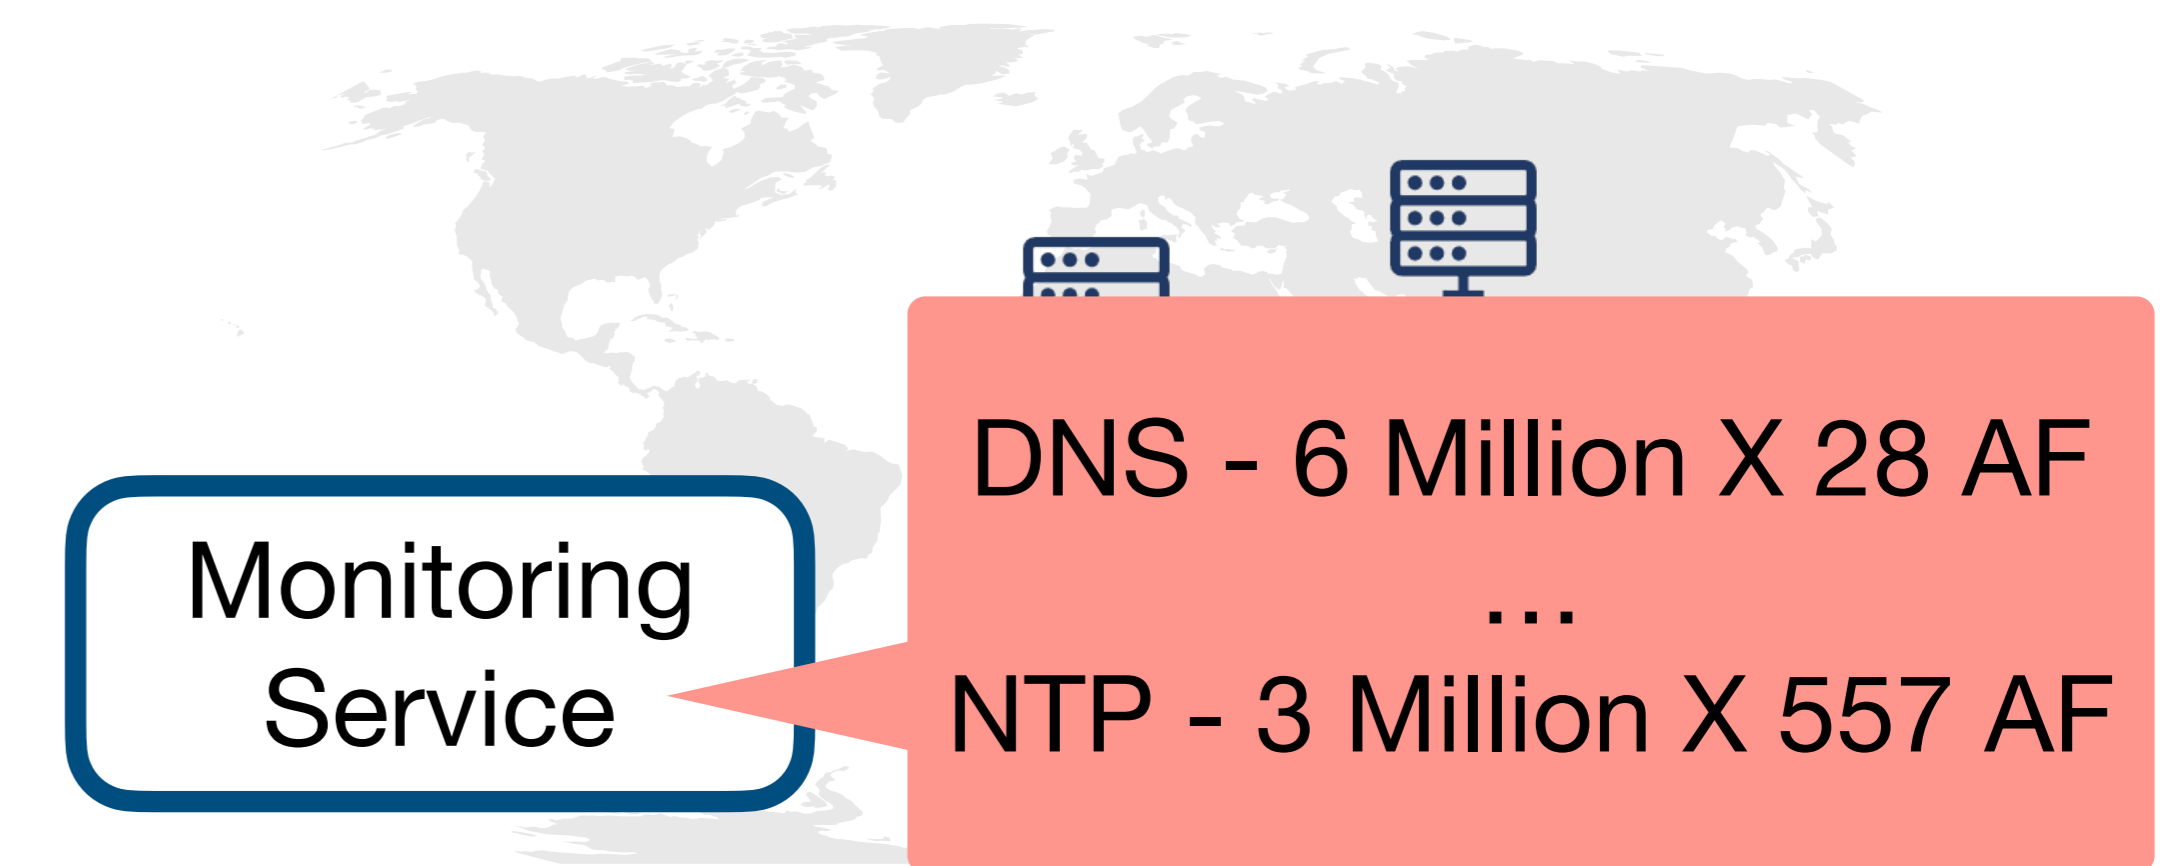 Monitoring
Service
DNS - 6 Million X 28 AF
...
NTP - 3 Million X 557 AF